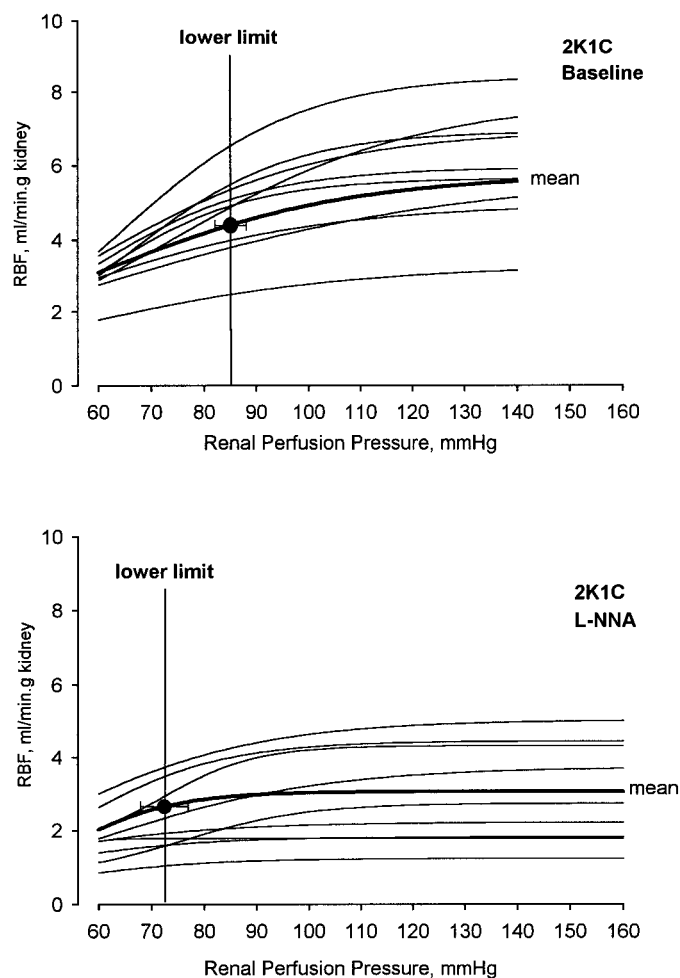 lower limit
2K1C
Baseline
10
8
6
4
2
0
RBF, ml/min.g kidney
mean
60 70 80 90 100 110 120 130 140 150 160
Renal Perfusion Pressure, mmHg
lower limit
2K1C
L-NNA
10
8
6
4
2
0
RBF, ml/min.g kidney
mean
60 70 80 90 100 110 120 130 140 150 160
Renal Perfusion Pressure, mmHg